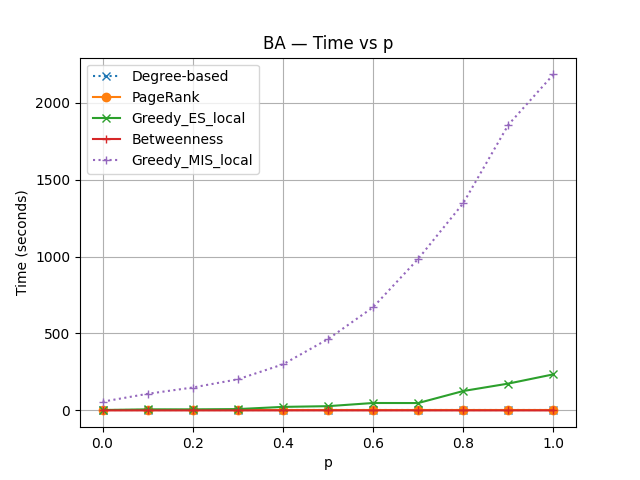 BA — Time vs p
Degree-based
PageRank
Greedy_ES_local
Betweenness
Greedy_MIS_local
Time (seconds)
2000
1500
1000
500
0
0.0 0.2 0.4 0.6 0.8 1.0
p